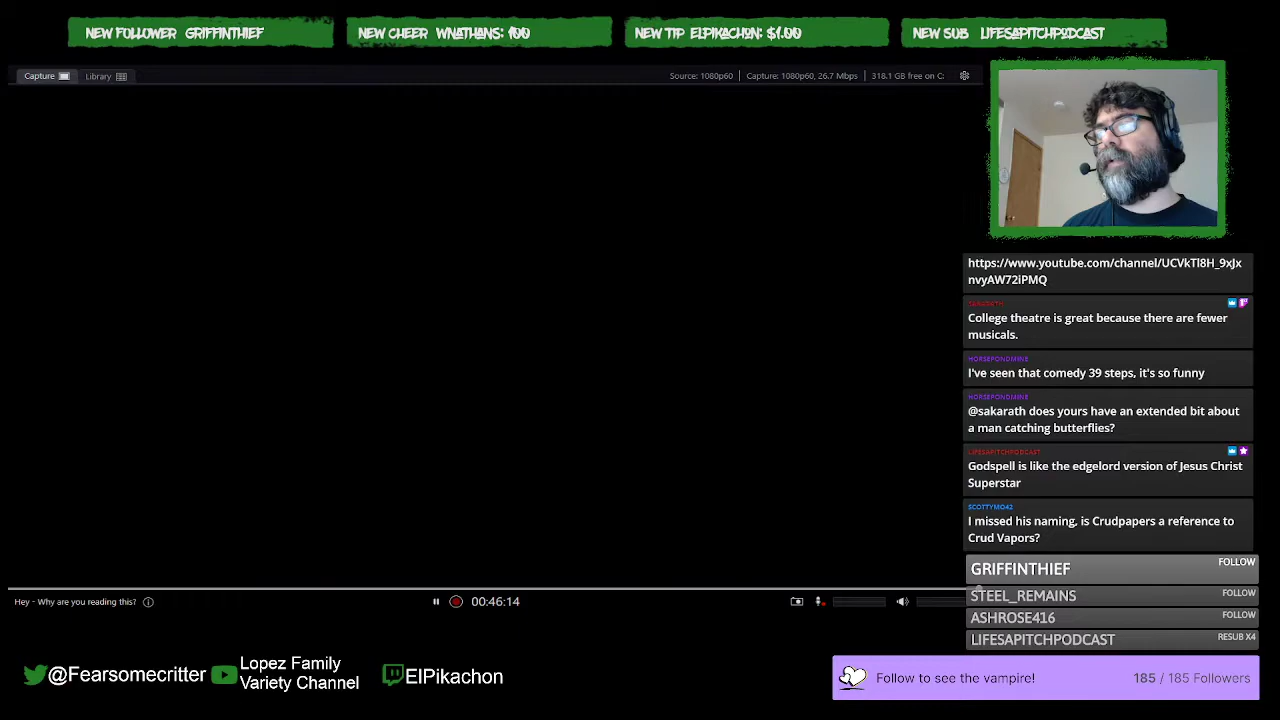 NEW FOLLOWER GRIFFINTHIEF
NEW CHEER WNATHANS: 100
NEW TIP ELPIKACHON: $1.00
NEW SUB LIFESAPITCHPODCAST
Capture
Library
Source: 1080p60
Capture: 1080p60, 26.7 Mbps
318.1 GB free on C:
https://www.youtube.com/channel/UCVkTl8H_9xJx
nvyAW72iPMQ
SAKARATH
College theatre is great because there are fewer
musicals.
HORSEPONDMINE
I've seen that comedy 39 steps, it's so funny
HORSEPONDMINE
@sakarath does yours have an extended bit about
a man catching butterflies?
LIFESAPITCHPODCAST
Godspell is like the edgelord version of Jesus Christ
Superstar
SCOTTYMO42
I missed his naming, is Crudpapers a reference to
Crud Vapors?
GRIFFINTHIEF FOLLOW
STEEL_REMAINS FOLLOW
ASHROSE416 FOLLOW
LIFESAPITCHPODCAST RESUB X4
Hey - Why are you reading this?
00:46:14
@Fearsomecritter
Lopez Family
Variety Channel
ElPikachon
Follow to see the vampire!
185 / 185 Followers